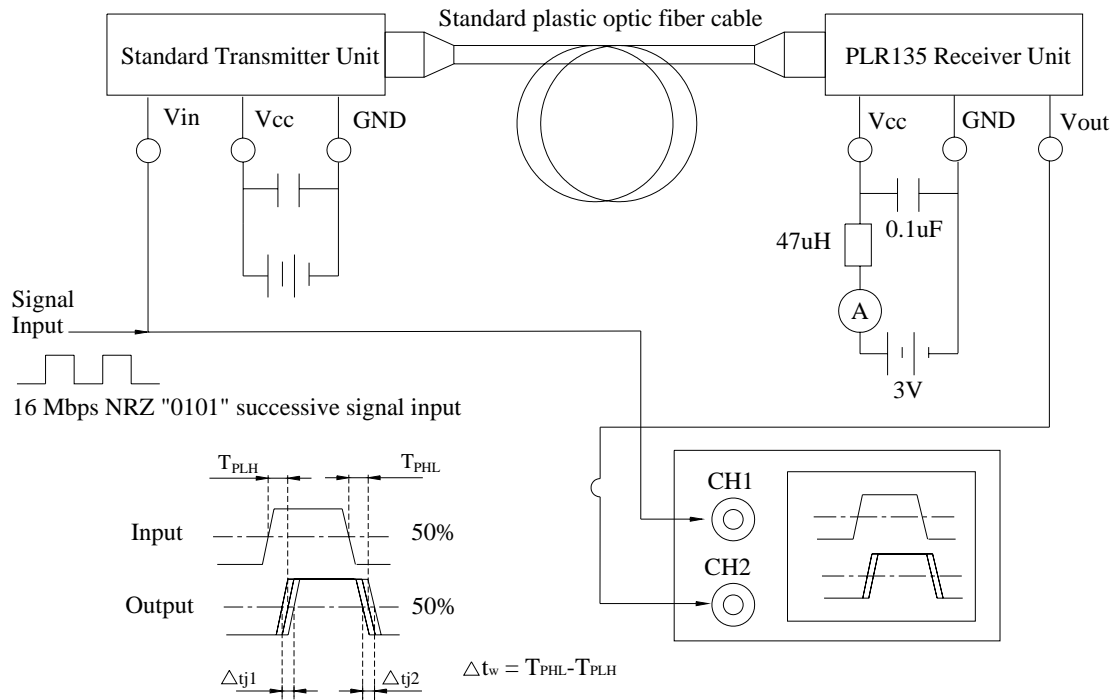 Standard plastic optic fiber cable
Standard Transmitter Unit
PLR135 Receiver Unit
Vin
Vcc
GND
Vcc
GND
Vout
47uH
0.1uF
A
3V
Signal
Input
16 Mbps NRZ "0101" successive signal input
TPLH
TPHL
Input
50%
Output
50%
△tj1
△tj2
△tw = TPHL-TPLH
CH1
CH2